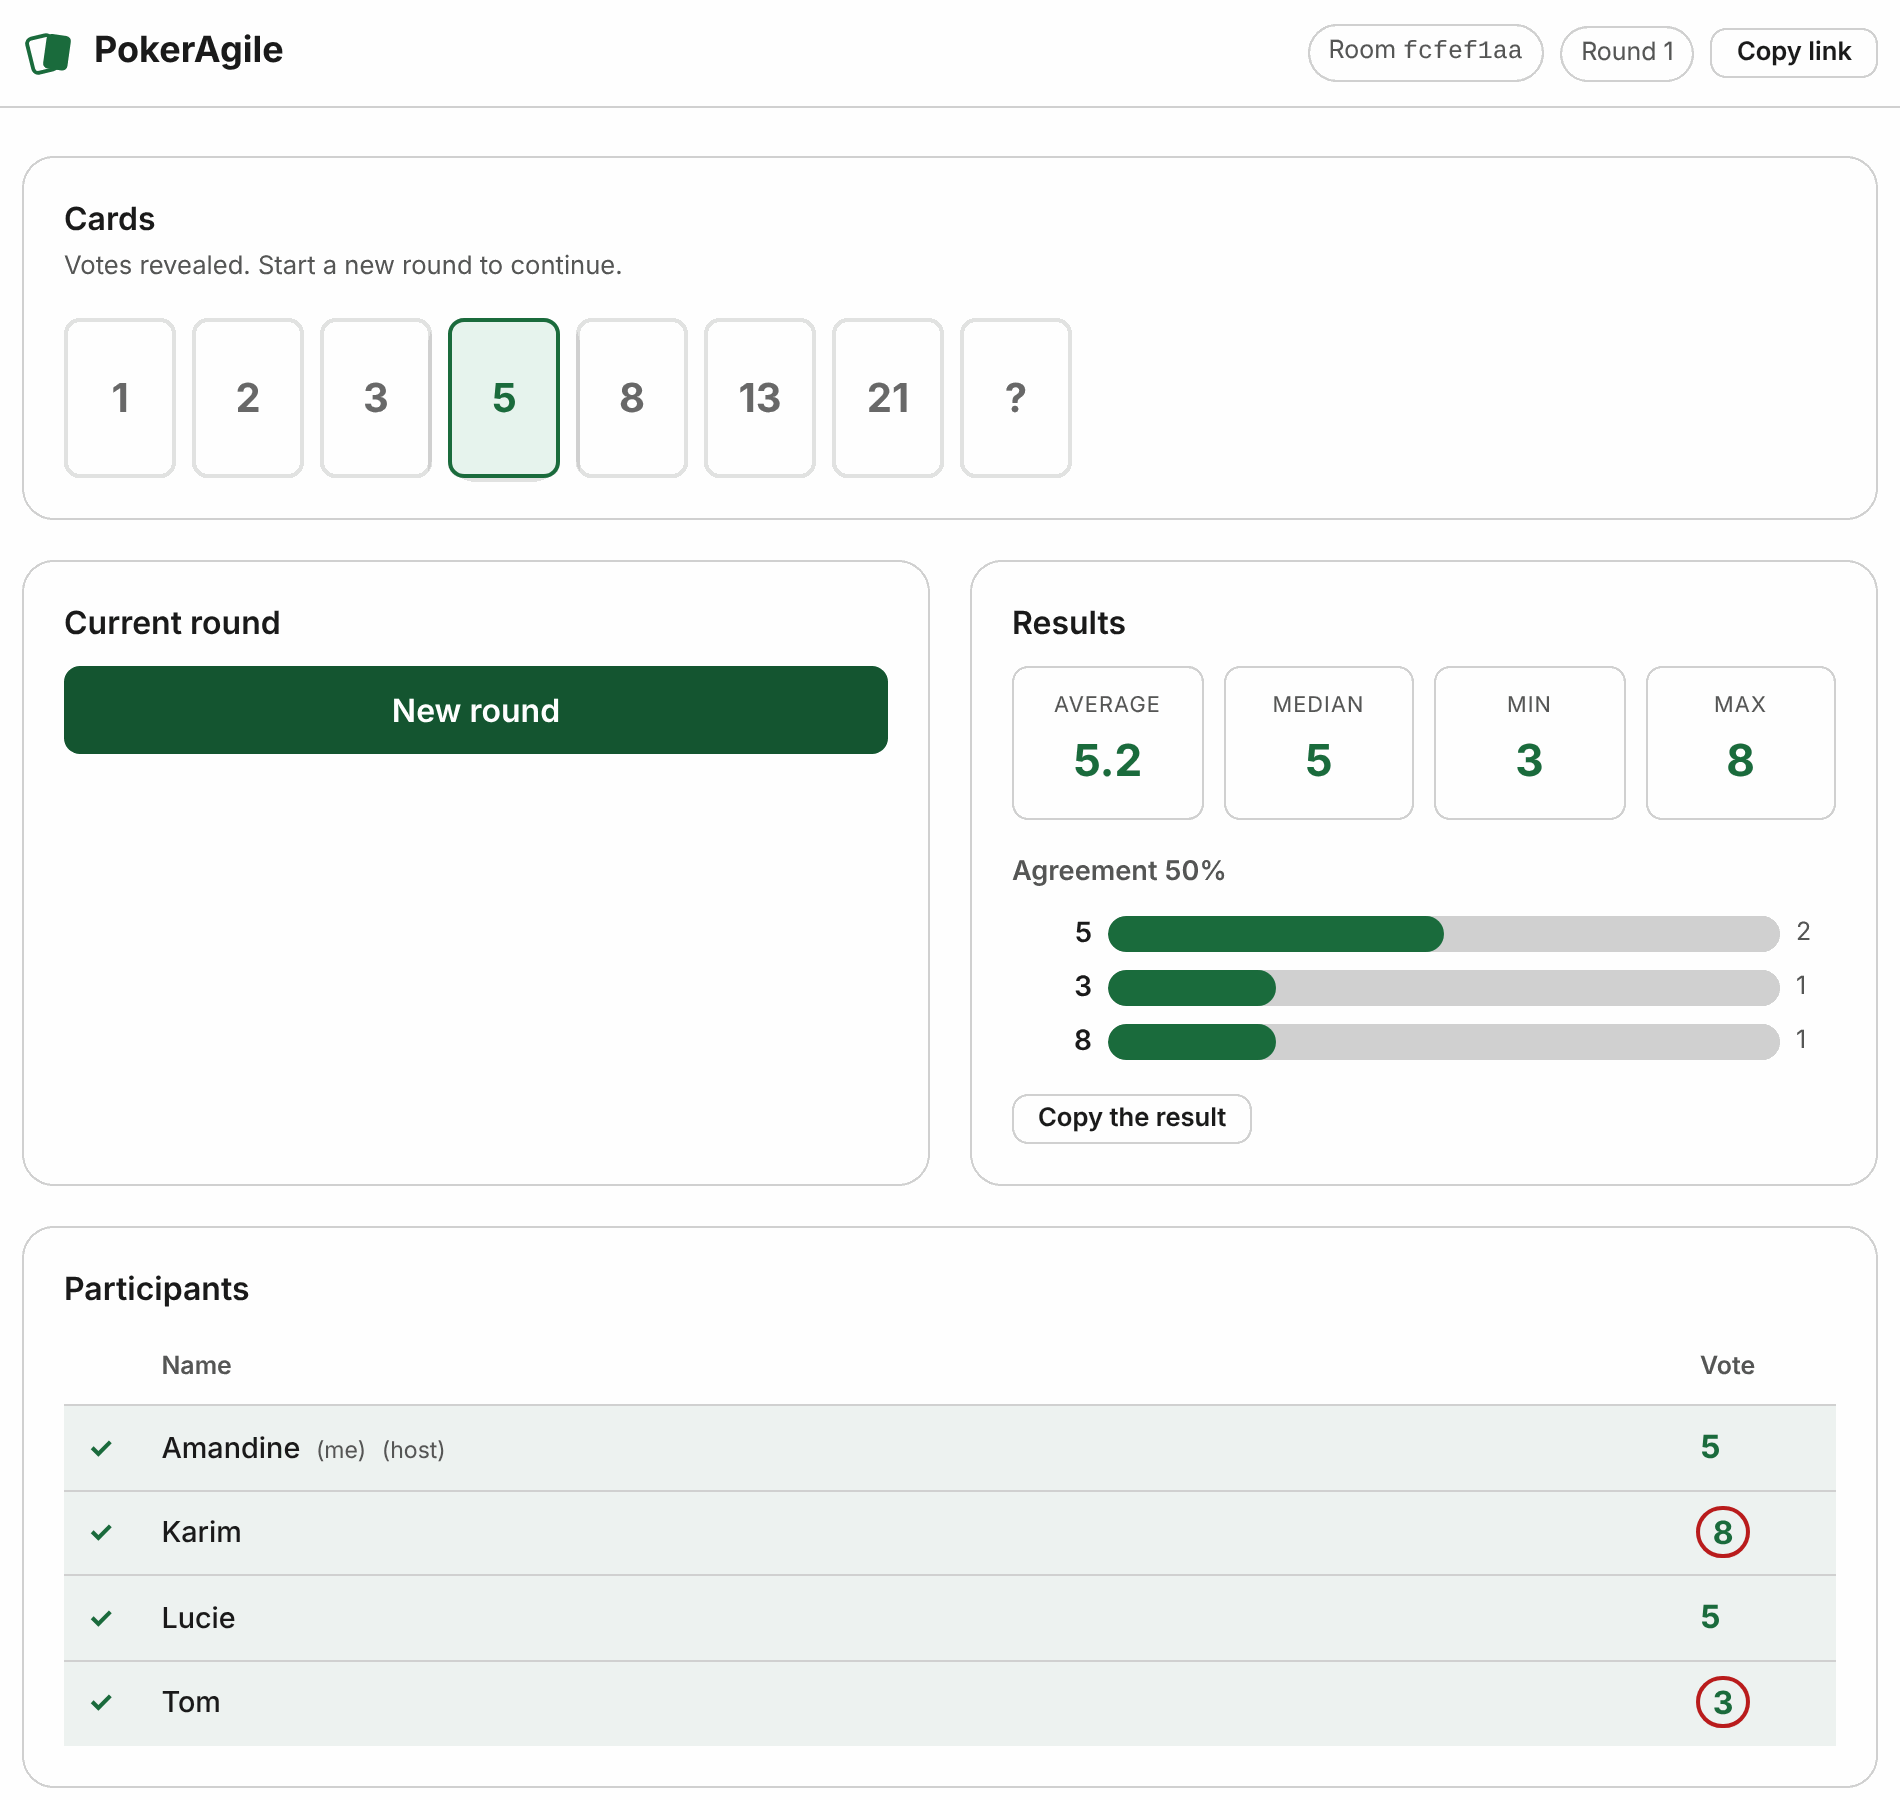 PokerAgile
Room fcfef1aa
Round 1
Copy link
Cards
Votes revealed. Start a new round to continue.
1 2 3 5 8 13 21 ?
Current round
New round
Results
AVERAGE MEDIAN MIN MAX
5.2 5 3 8
Agreement 50%
5 2
3 1
8 1
Copy the result
Participants
Name Vote
Amandine (me) (host) 5
Karim 8
Lucie 5
Tom 3